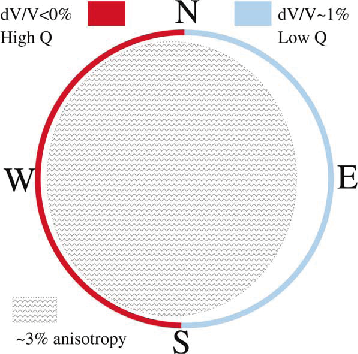 dV/V<0%
High Q
N
dV/V~1%
Low Q
W
E
~3% anisotropy
S